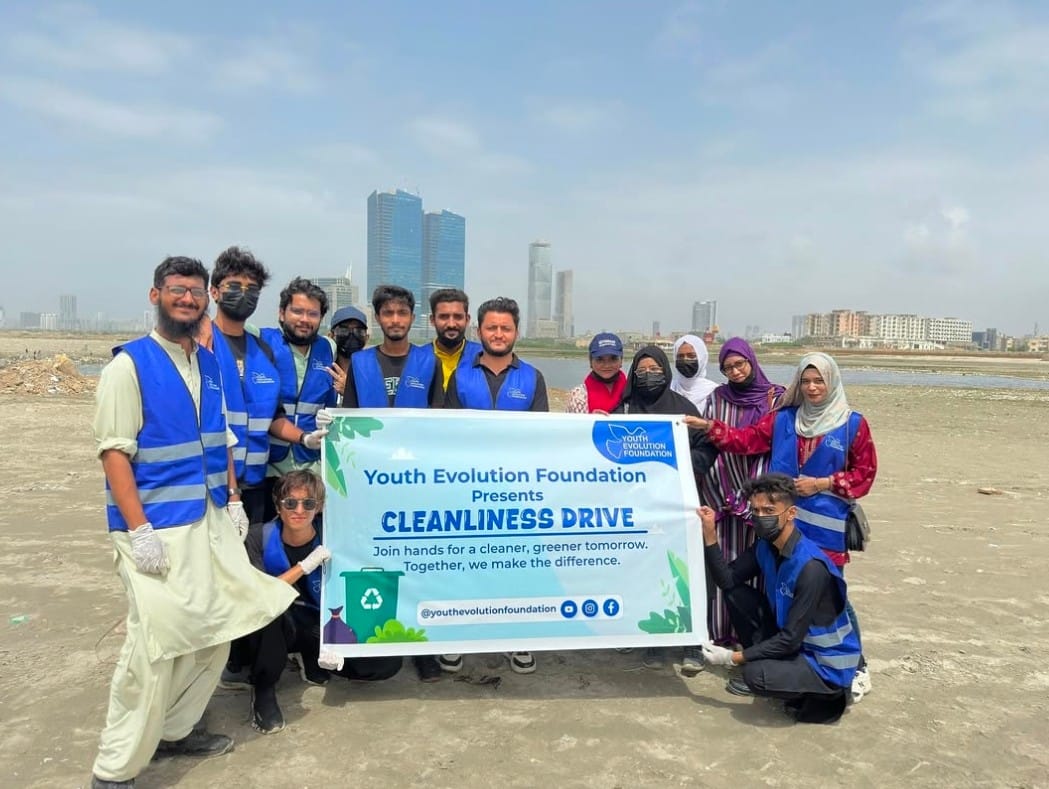 YOUTH
EVOLUTION
FOUNDATION
Youth Evolution Foundation
Presents
CLEANLINESS DRIVE
Join hands for a cleaner, greener tomorrow.
Together, we make the difference.
@youthevolutionfoundation